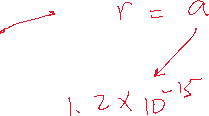 r = a
1.2 × 10⁻¹⁵